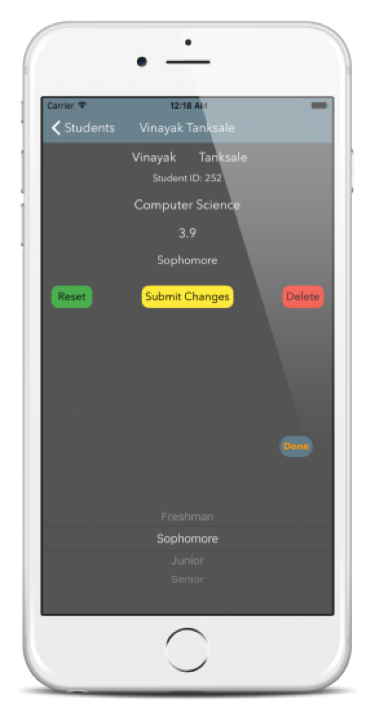 Carrier 12:18 AM
Students Vinayak Tanksale
Vinayak Tanksale
Student ID: 252
Computer Science
3.9
Sophomore
Reset Submit Changes Delete
Done
Freshman
Sophomore
Junior
Senior